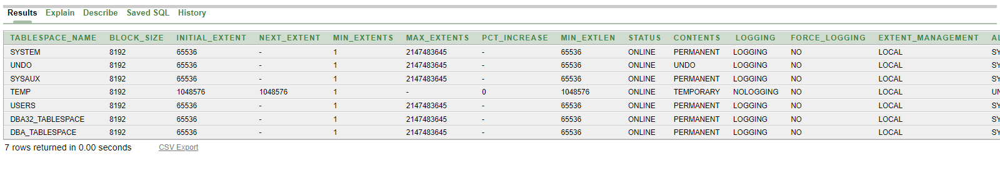 Results Explain Describe Saved SQL History
TABLESPACE_NAME BLOCK_SIZE INITIAL_EXTENT NEXT_EXTENT MIN_EXTENTS MAX_EXTENTS PCT_INCREASE MIN_EXTLEN STATUS CONTENTS LOGGING FORCE_LOGGING EXTENT_MANAGEMENT AL
SYSTEM 8192 65536 - 1 2147483645 - 65536 ONLINE PERMANENT LOGGING NO LOCAL SY
UNDO 8192 65536 - 1 2147483645 - 65536 ONLINE UNDO LOGGING NO LOCAL SY
SYSAUX 8192 65536 - 1 2147483645 - 65536 ONLINE PERMANENT LOGGING NO LOCAL SY
TEMP 8192 1048576 1048576 1 - 0 1048576 ONLINE TEMPORARY NOLOGGING NO LOCAL UN
USERS 8192 65536 - 1 2147483645 - 65536 ONLINE PERMANENT LOGGING NO LOCAL SY
DBA32_TABLESPACE 8192 65536 - 1 2147483645 - 65536 ONLINE PERMANENT LOGGING NO LOCAL SY
DBA_TABLESPACE 8192 65536 - 1 2147483645 - 65536 ONLINE PERMANENT LOGGING NO LOCAL SY
7 rows returned in 0.00 seconds CSV Export